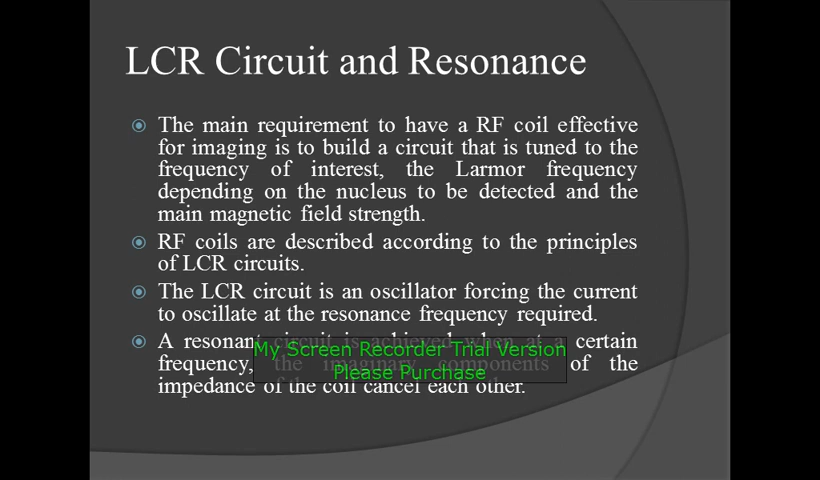 LCR Circuit and Resonance
The main requirement to have a RF coil effective
for imaging is to build a circuit that is tuned to the
frequency of interest, the Larmor frequency
depending on the nucleus to be detected and the
main magnetic field strength.
RF coils are described according to the principles
of LCR circuits.
The LCR circuit is an oscillator forcing the current
to oscillate at the resonance frequency required.
A resonant circuit is achieved when at a certain
frequency, the imaginary components of the
impedance of the coil cancel each other.
My Screen Recorder Trial Version
Please Purchase